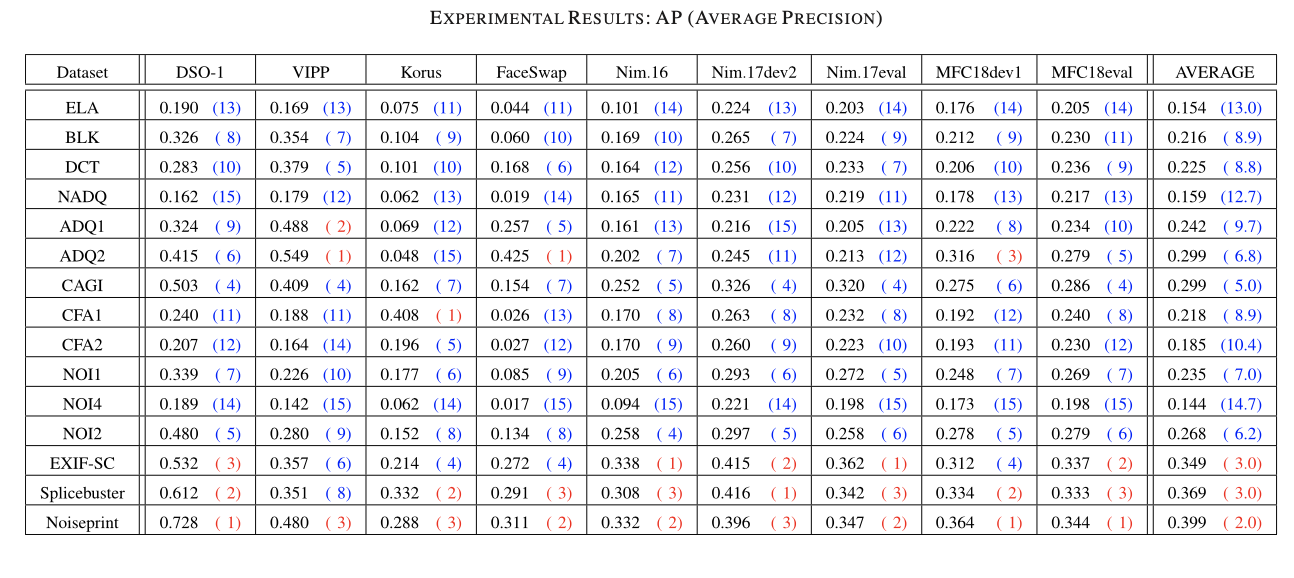 EXPERIMENTAL RESULTS: AP (AVERAGE PRECISION)
Dataset DSO-1 VIPP Korus FaceSwap Nim.16 Nim.17dev2 Nim.17eval MFC18dev1 MFC18eval AVERAGE
ELA 0.190 (13) 0.169 (13) 0.075 (11) 0.044 (11) 0.101 (14) 0.224 (13) 0.203 (14) 0.176 (14) 0.205 (14) 0.154 (13.0)
BLK 0.326 ( 8) 0.354 ( 7) 0.104 ( 9) 0.060 (10) 0.169 (10) 0.265 ( 7) 0.224 ( 9) 0.212 ( 9) 0.230 (11) 0.216 ( 8.9)
DCT 0.283 (10) 0.379 ( 5) 0.101 (10) 0.168 ( 6) 0.164 (12) 0.256 (10) 0.233 ( 7) 0.206 (10) 0.236 ( 9) 0.225 ( 8.8)
NADQ 0.162 (15) 0.179 (12) 0.062 (13) 0.019 (14) 0.165 (11) 0.231 (12) 0.219 (11) 0.178 (13) 0.217 (13) 0.159 (12.7)
ADQ1 0.324 ( 9) 0.488 ( 2) 0.069 (12) 0.257 ( 5) 0.161 (13) 0.216 (15) 0.205 (13) 0.222 ( 8) 0.234 (10) 0.242 ( 9.7)
ADQ2 0.415 ( 6) 0.549 ( 1) 0.048 (15) 0.425 ( 1) 0.202 ( 7) 0.245 (11) 0.213 (12) 0.316 ( 3) 0.279 ( 5) 0.299 ( 6.8)
CAGI 0.503 ( 4) 0.409 ( 4) 0.162 ( 7) 0.154 ( 7) 0.252 ( 5) 0.326 ( 4) 0.320 ( 4) 0.275 ( 6) 0.286 ( 4) 0.299 ( 5.0)
CFA1 0.240 (11) 0.188 (11) 0.408 ( 1) 0.026 (13) 0.170 ( 8) 0.263 ( 8) 0.232 ( 8) 0.192 (12) 0.240 ( 8) 0.218 ( 8.9)
CFA2 0.207 (12) 0.164 (14) 0.196 ( 5) 0.027 (12) 0.170 ( 9) 0.260 ( 9) 0.223 (10) 0.193 (11) 0.230 (12) 0.185 (10.4)
NOI1 0.339 ( 7) 0.226 (10) 0.177 ( 6) 0.085 ( 9) 0.205 ( 6) 0.293 ( 6) 0.272 ( 5) 0.248 ( 7) 0.269 ( 7) 0.235 ( 7.0)
NOI4 0.189 (14) 0.142 (15) 0.062 (14) 0.017 (15) 0.094 (15) 0.221 (14) 0.198 (15) 0.173 (15) 0.198 (15) 0.144 (14.7)
NOI2 0.480 ( 5) 0.280 ( 9) 0.152 ( 8) 0.134 ( 8) 0.258 ( 4) 0.297 ( 5) 0.258 ( 6) 0.278 ( 5) 0.279 ( 6) 0.268 ( 6.2)
EXIF-SC 0.532 ( 3) 0.357 ( 6) 0.214 ( 4) 0.272 ( 4) 0.338 ( 1) 0.415 ( 2) 0.362 ( 1) 0.312 ( 4) 0.337 ( 2) 0.349 ( 3.0)
Splicebuster 0.612 ( 2) 0.351 ( 8) 0.332 ( 2) 0.291 ( 3) 0.308 ( 3) 0.416 ( 1) 0.342 ( 3) 0.334 ( 2) 0.333 ( 3) 0.369 ( 3.0)
Noiseprint 0.728 ( 1) 0.480 ( 3) 0.288 ( 3) 0.311 ( 2) 0.332 ( 2) 0.396 ( 3) 0.347 ( 2) 0.364 ( 1) 0.344 ( 1) 0.399 ( 2.0)